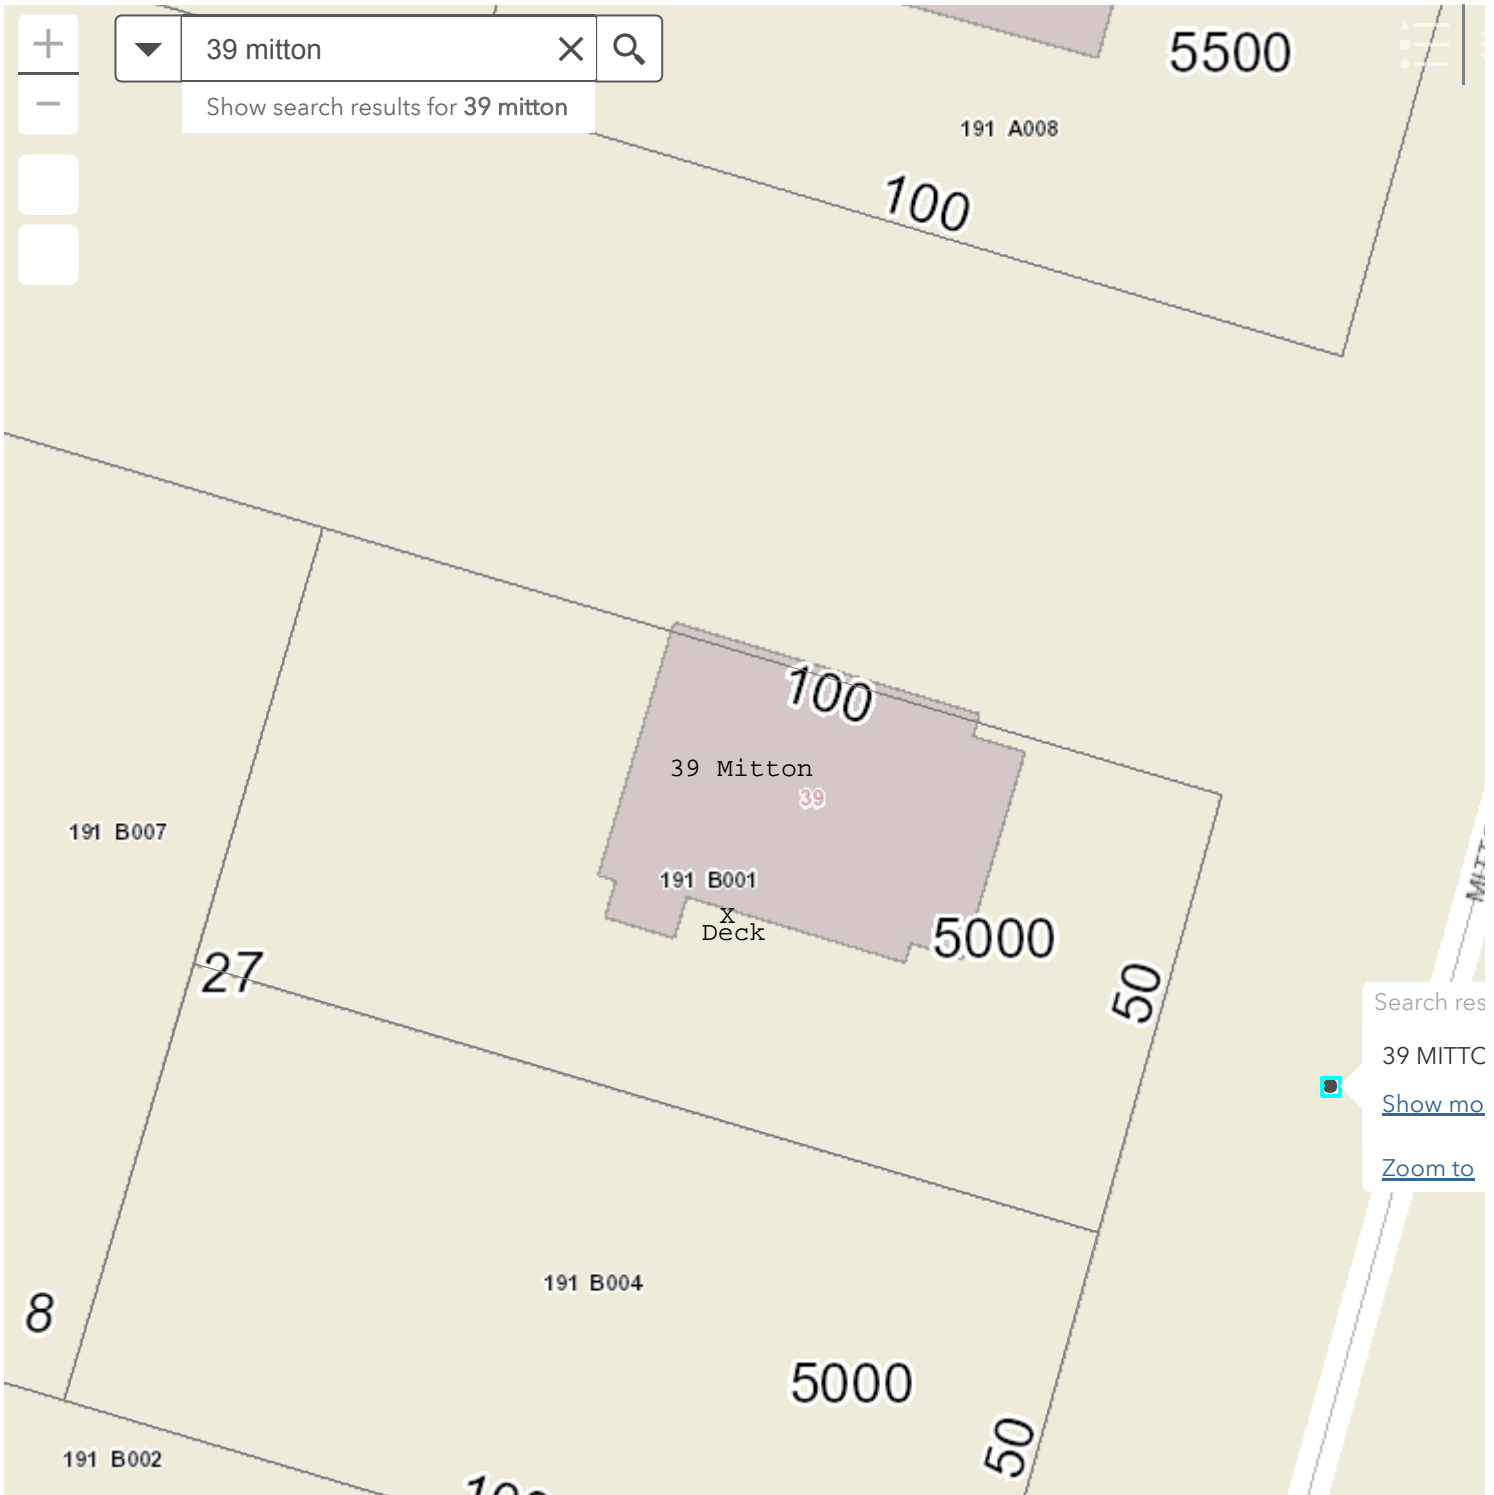 39 mitton
Show search results for 39 mitton
5500
191 A008
100
100
39 Mitton
39
191 B007
191 B001
X
Deck
5000
27
50
Search res
39 MITTO
Show mo
Zoom to
191 B004
8
5000
50
191 B002